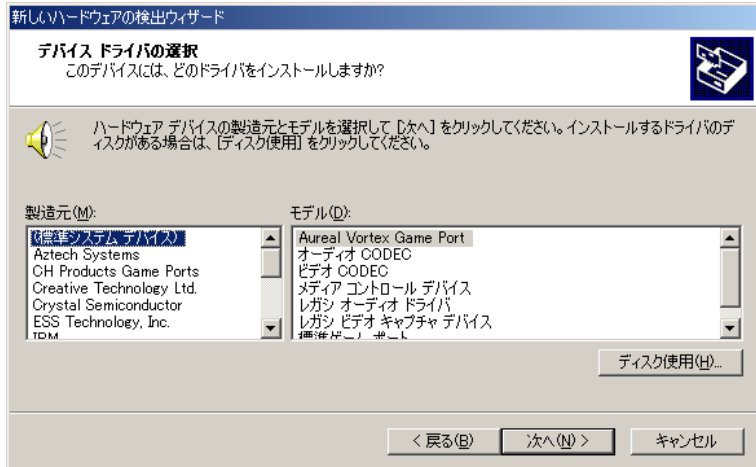 新しいハードウェアの検出ウィザード
デバイス ドライバの選択
このデバイスには、どのドライバをインストールしますか?
ハードウェア デバイスの製造元とモデルを選択して [次へ] をクリックしてください。インストールするドライバのデ
ィスクがある場合は、[ディスク使用] をクリックしてください。
製造元(M):
(標準システム デバイス)
Aztech Systems
CH Products Game Ports
Creative Technology Ltd.
Crystal Semiconductor
ESS Technology, Inc.
IBM
モデル(D):
Aureal Vortex Game Port
オーディオ CODEC
ビデオ CODEC
メディア コントロール デバイス
レガシ オーディオ ドライバ
レガシ ビデオ キャプチャ デバイス
標準ゲーム ポート
ディスク使用(H)...
< 戻る(B)
次へ(N) >
キャンセル